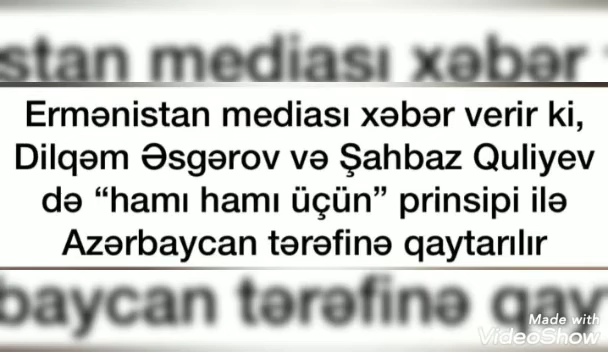 stan mediası xəbər
Ermənistan mediası xəbər verir ki,
Dilqəm Əsgərov və Şahbaz Quliyev
də “hamı hamı üçün” prinsipi ilə
Azərbaycan tərəfinə qaytarılır
baycan tərəfinə qay
Made with
VideoShow